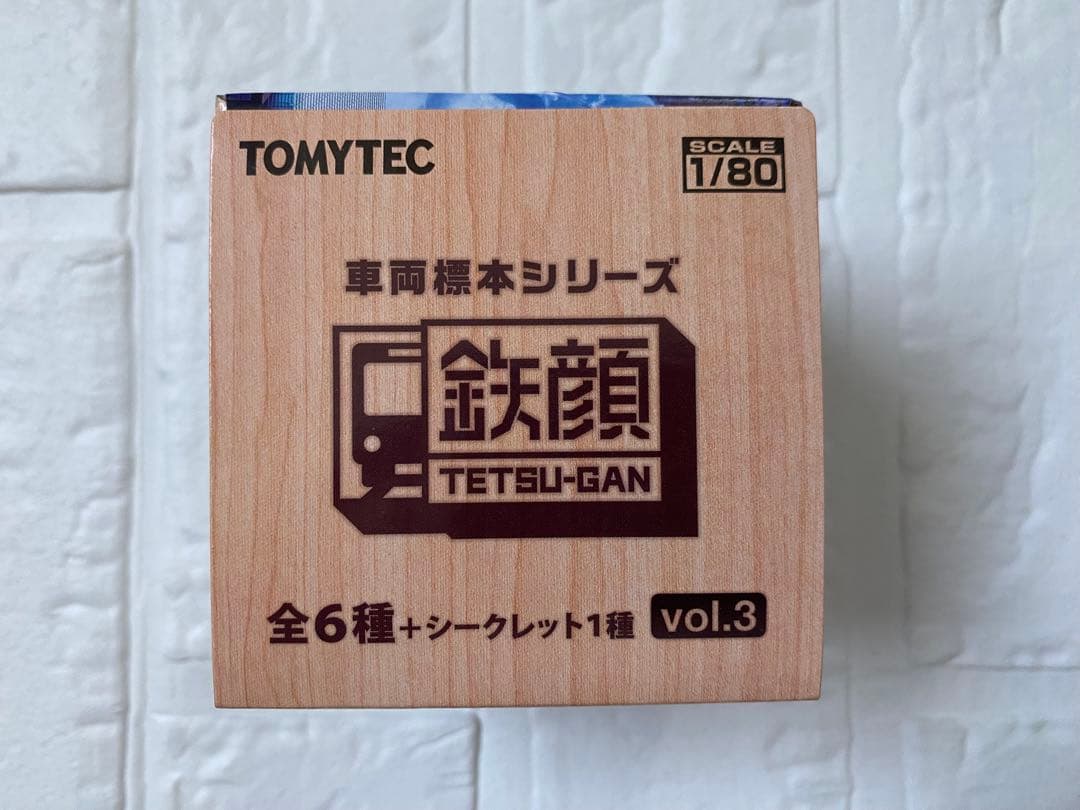 TOMYTEC
SCALE
1/80
車両標本シリーズ
鉄顔
TETSU-GAN
全6種+シークレット1種 vol.3